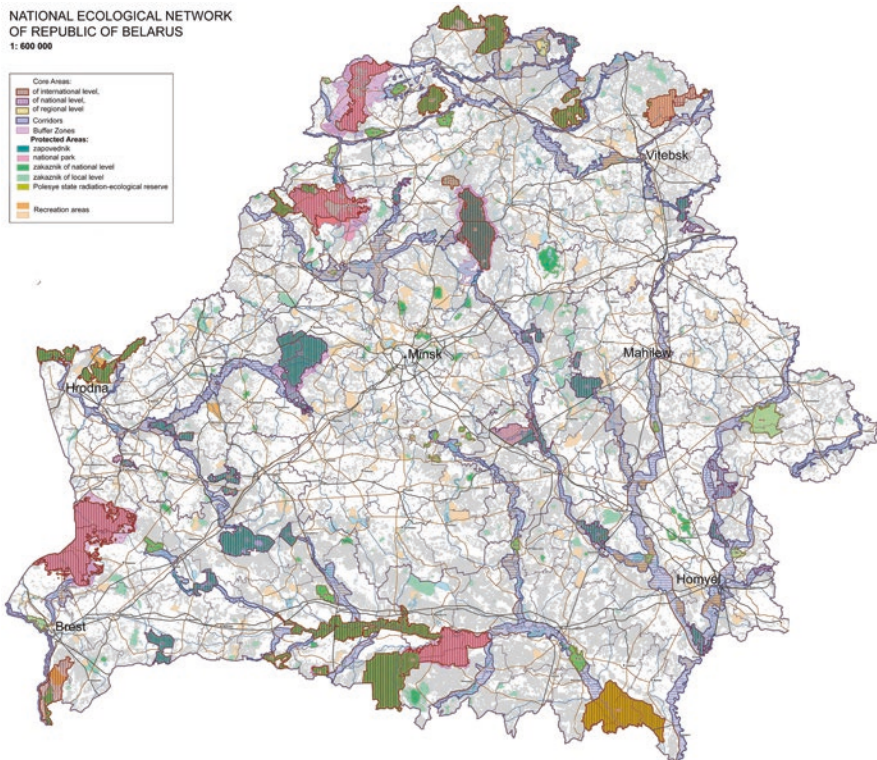 NATIONAL ECOLOGICAL NETWORK
OF REPUBLIC OF BELARUS
1: 600 000
Core Areas:
of international level,
of national level,
of regional level
Corridors
Buffer Zones
Protected Areas:
zapovednik
national park
zakaznik of national level
zakaznik of local level
Polesye state radiation-ecological reserve
Recreation areas
Vitebsk
Minsk
Mahilew
Hrodna
Homyel
Brest